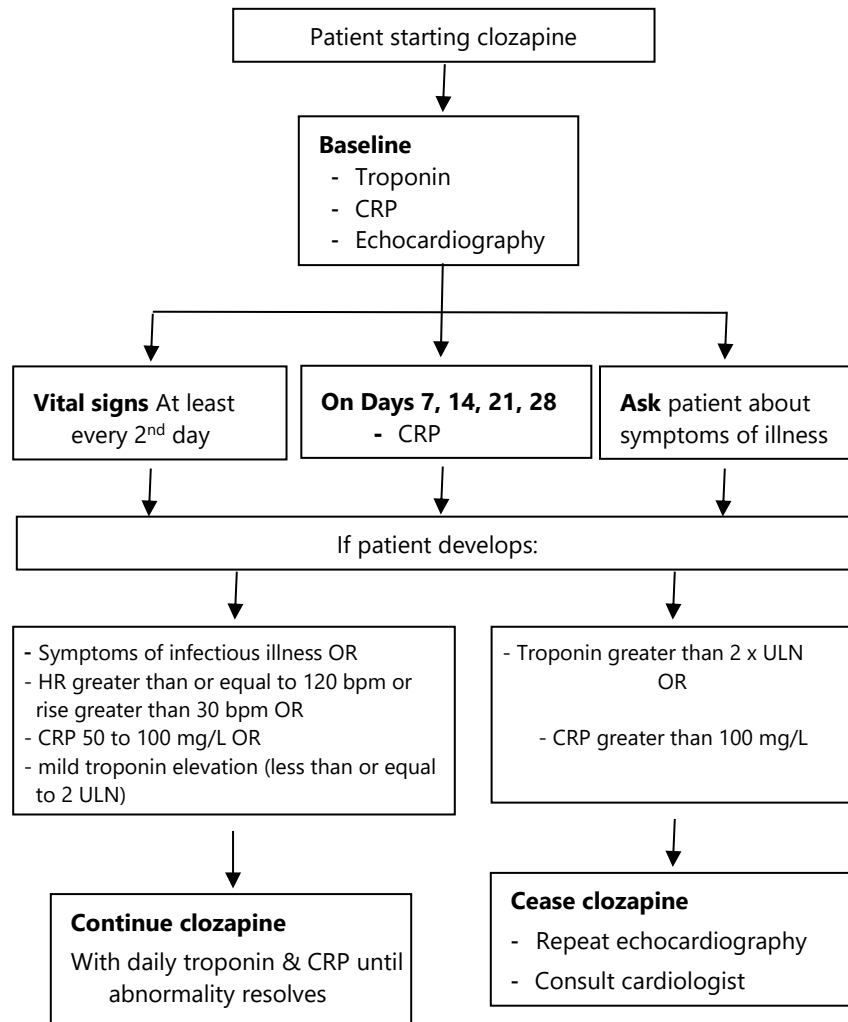 Patient starting clozapine
Baseline
- Troponin
- CRP
- Echocardiography
Vital signs At least
every 2nd day
On Days 7, 14, 21, 28
- CRP
Ask patient about
symptoms of illness
If patient develops:
- Symptoms of infectious illness OR
- HR greater than or equal to 120 bpm or
rise greater than 30 bpm OR
- CRP 50 to 100 mg/L OR
- mild troponin elevation (less than or equal
to 2 ULN)
- Troponin greater than 2 x ULN
OR
- CRP greater than 100 mg/L
Continue clozapine
With daily troponin & CRP until
abnormality resolves
Cease clozapine
- Repeat echocardiography
- Consult cardiologist